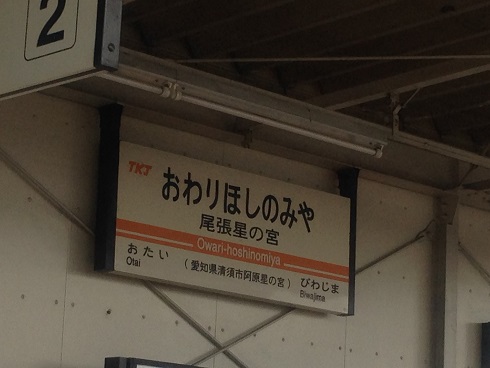 2
TKJ
おわりほしのみや
尾張星の宮
Owari-hoshinomiya
おたい
Otai
（愛知県清須市阿原星の宮）
びわじま
Biwajima